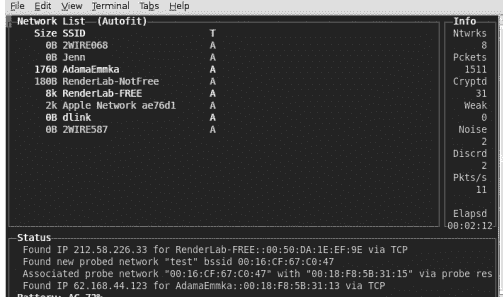 File Edit View Terminal Tabs Help
Network List (Autofit)
Size SSID T
0B 2WIRE068 A
0B Jenn A
176B AdamaEmmka A
180B RenderLab-NotFree A
8k RenderLab-FREE A
2k Apple Network ae76d1 A
0B dlink A
0B 2WIRE587 A
Info
Ntwrks
8
Pckets
1511
Cryptd
31
Weak
0
Noise
2
Discrd
2
Pkts/s
11
Elapsd
00:02:12
Status
Found IP 212.58.226.33 for RenderLab-FREE::00:50:DA:1E:EF:9E via TCP
Found new probed network "test" bssid 00:16:CF:67:C0:47
Associated probe network "00:16:CF:67:C0:47" with "00:18:F8:5B:31:15" via probe res
Found IP 62.168.44.123 for AdamaEmmka::00:18:F8:5B:31:13 via TCP
Battery: AC 72%